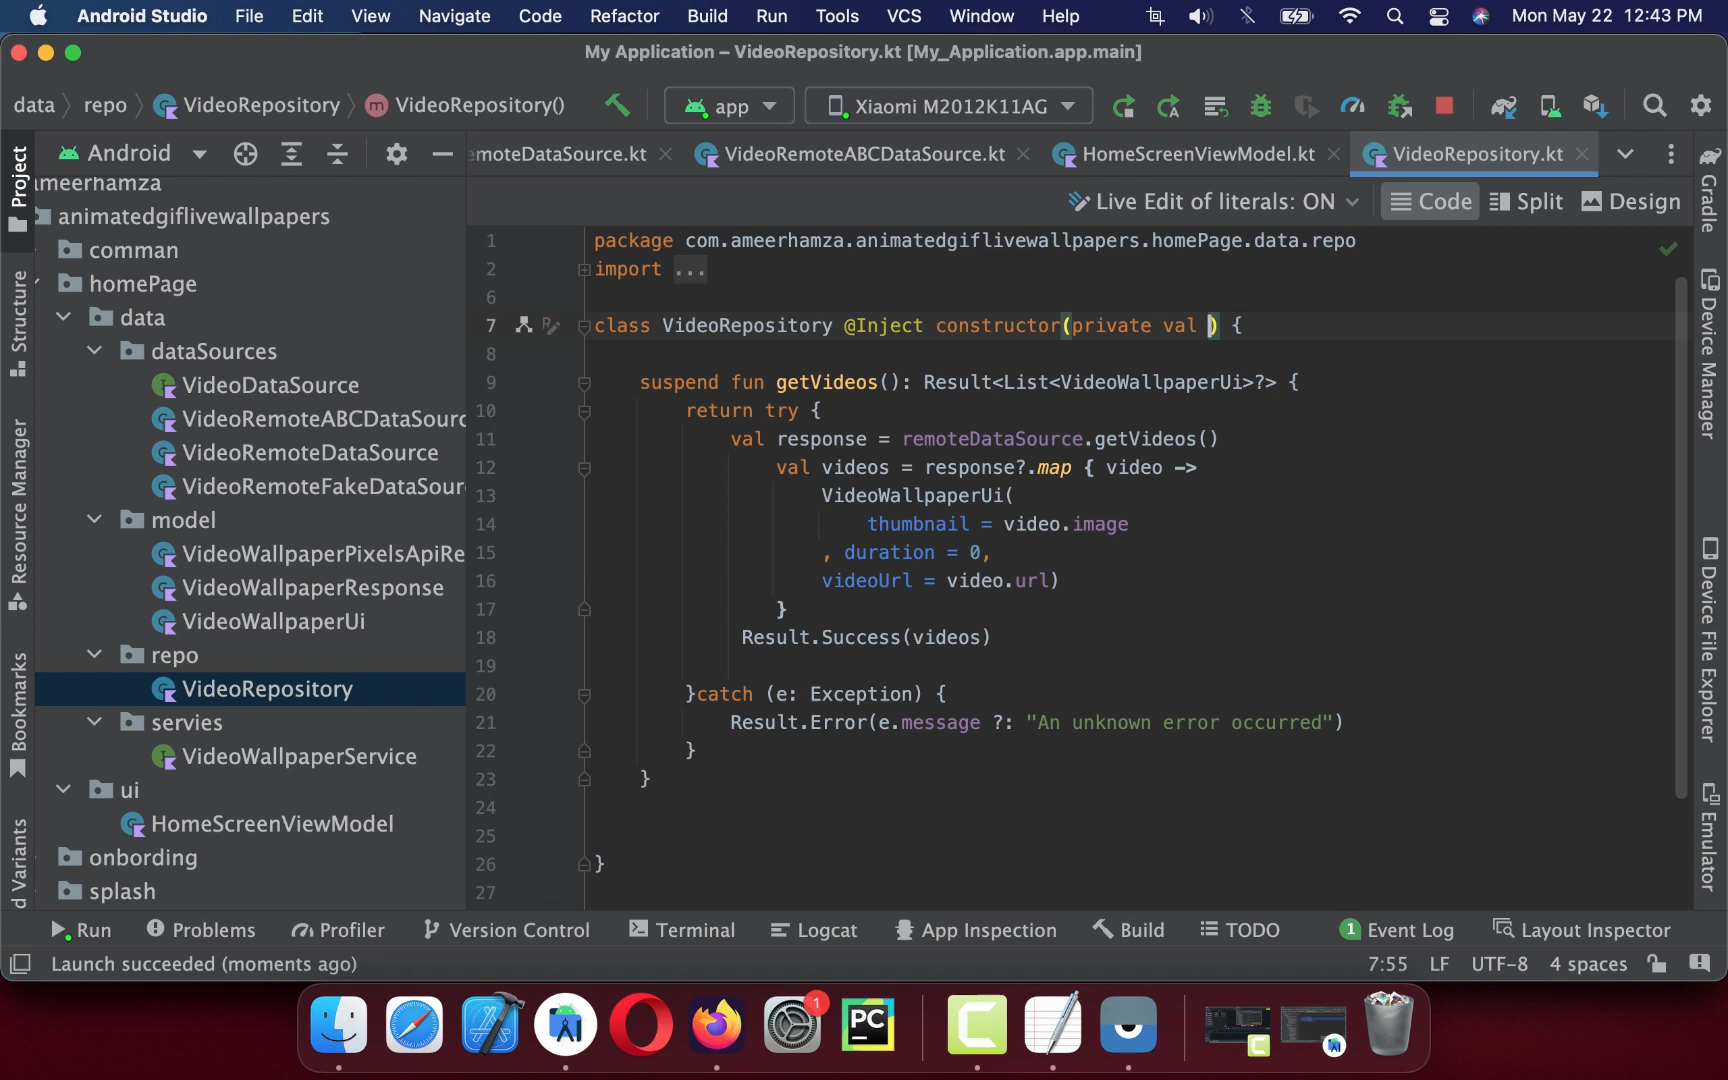 Android Studio File Edit View Navigate Code Refactor Build Run Tools VCS Window Help Mon May 22 12:43 PM
My Application – VideoRepository.kt [My_Application.app.main]
data repo VideoRepository m VideoRepository() app Xiaomi M2012K11AG
Project Android emoteDataSource.kt VideoRemoteABCDataSource.kt HomeScreenViewModel.kt VideoRepository.kt
ameerhamza
animatedgiflivewallpapers
comman
homePage
data
dataSources
VideoDataSource
VideoRemoteABCDataSourc
VideoRemoteDataSource
VideoRemoteFakeDataSour
model
VideoWallpaperPixelsApiRe
VideoWallpaperResponse
VideoWallpaperUi
repo
VideoRepository
servies
VideoWallpaperService
ui
HomeScreenViewModel
onbording
splash
Structure
Resource Manager
Bookmarks
d Variants
Live Edit of literals: ON Code Split Design
1 package com.ameerhamza.animatedgiflivewallpapers.homePage.data.repo
2 import ...
6
7 class VideoRepository @Inject constructor(private val ) {
8
9 suspend fun getVideos(): Result<List<VideoWallpaperUi>?> {
10 return try {
11 val response = remoteDataSource.getVideos()
12 val videos = response?.map { video ->
13 VideoWallpaperUi(
14 thumbnail = video.image
15 , duration = 0,
16 videoUrl = video.url)
17 }
18 Result.Success(videos)
19
20 }catch (e: Exception) {
21 Result.Error(e.message ?: "An unknown error occurred")
22 }
23 }
24
25
26 }
27
Gradle
Device Manager
Device File Explorer
Emulator
Run Problems Profiler Version Control Terminal Logcat App Inspection Build TODO 1 Event Log Layout Inspector
Launch succeeded (moments ago) 7:55 LF UTF-8 4 spaces
1
PC